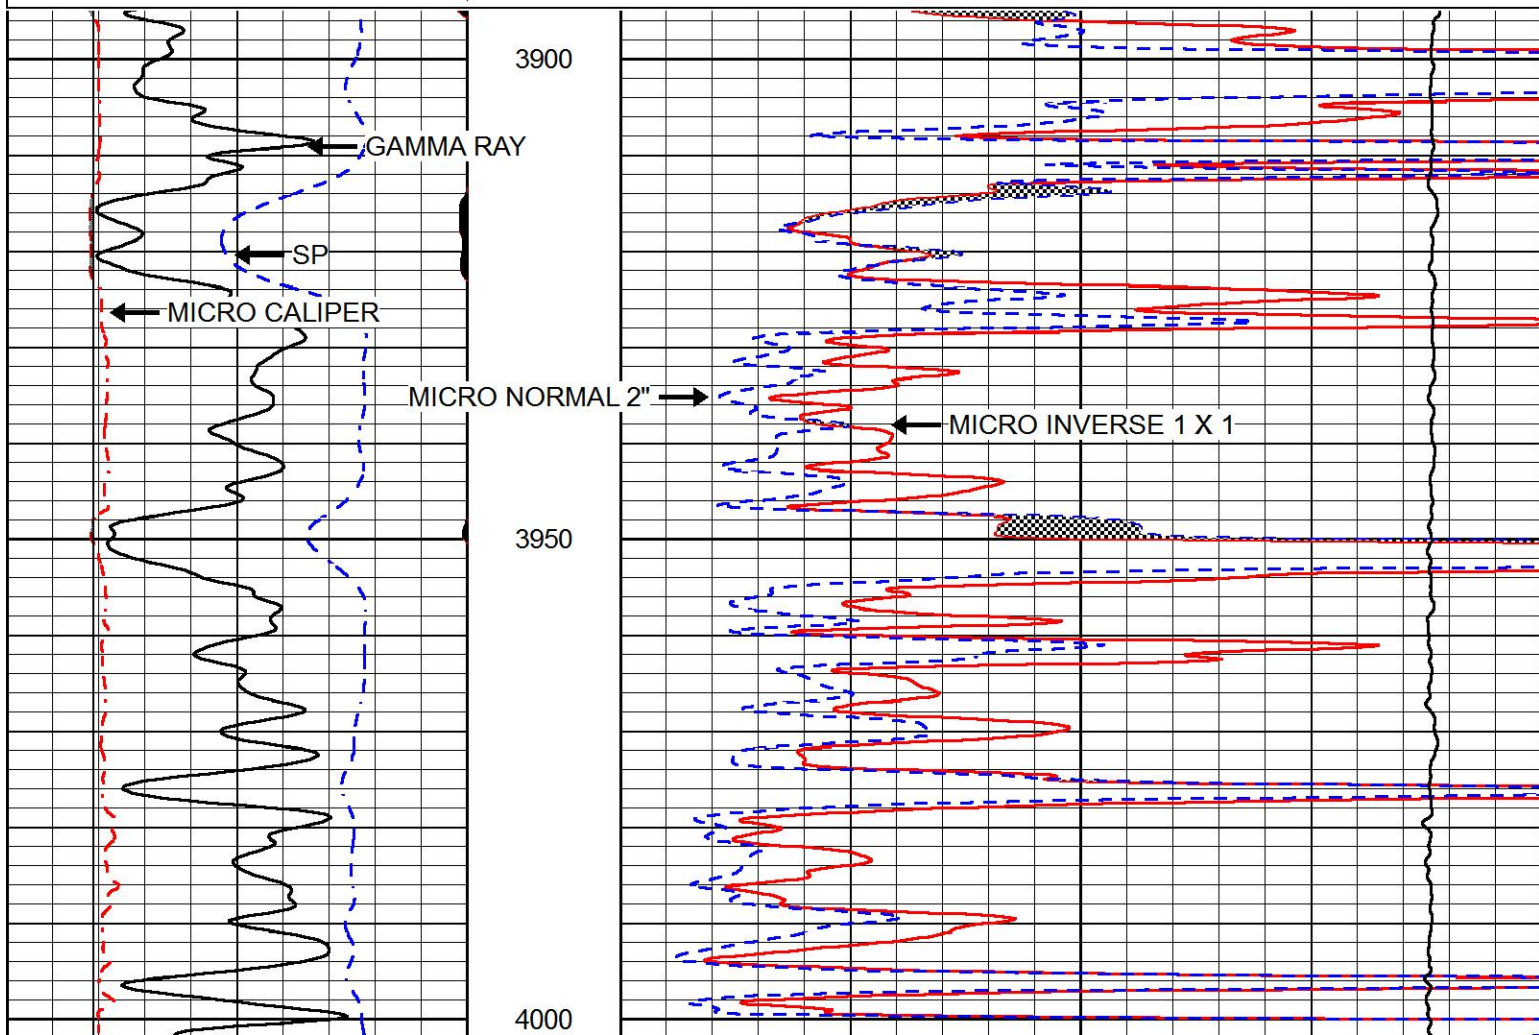 3900
GAMMA RAY
SP
MICRO CALIPER
MICRO NORMAL 2"
MICRO INVERSE 1 X 1
3950
4000